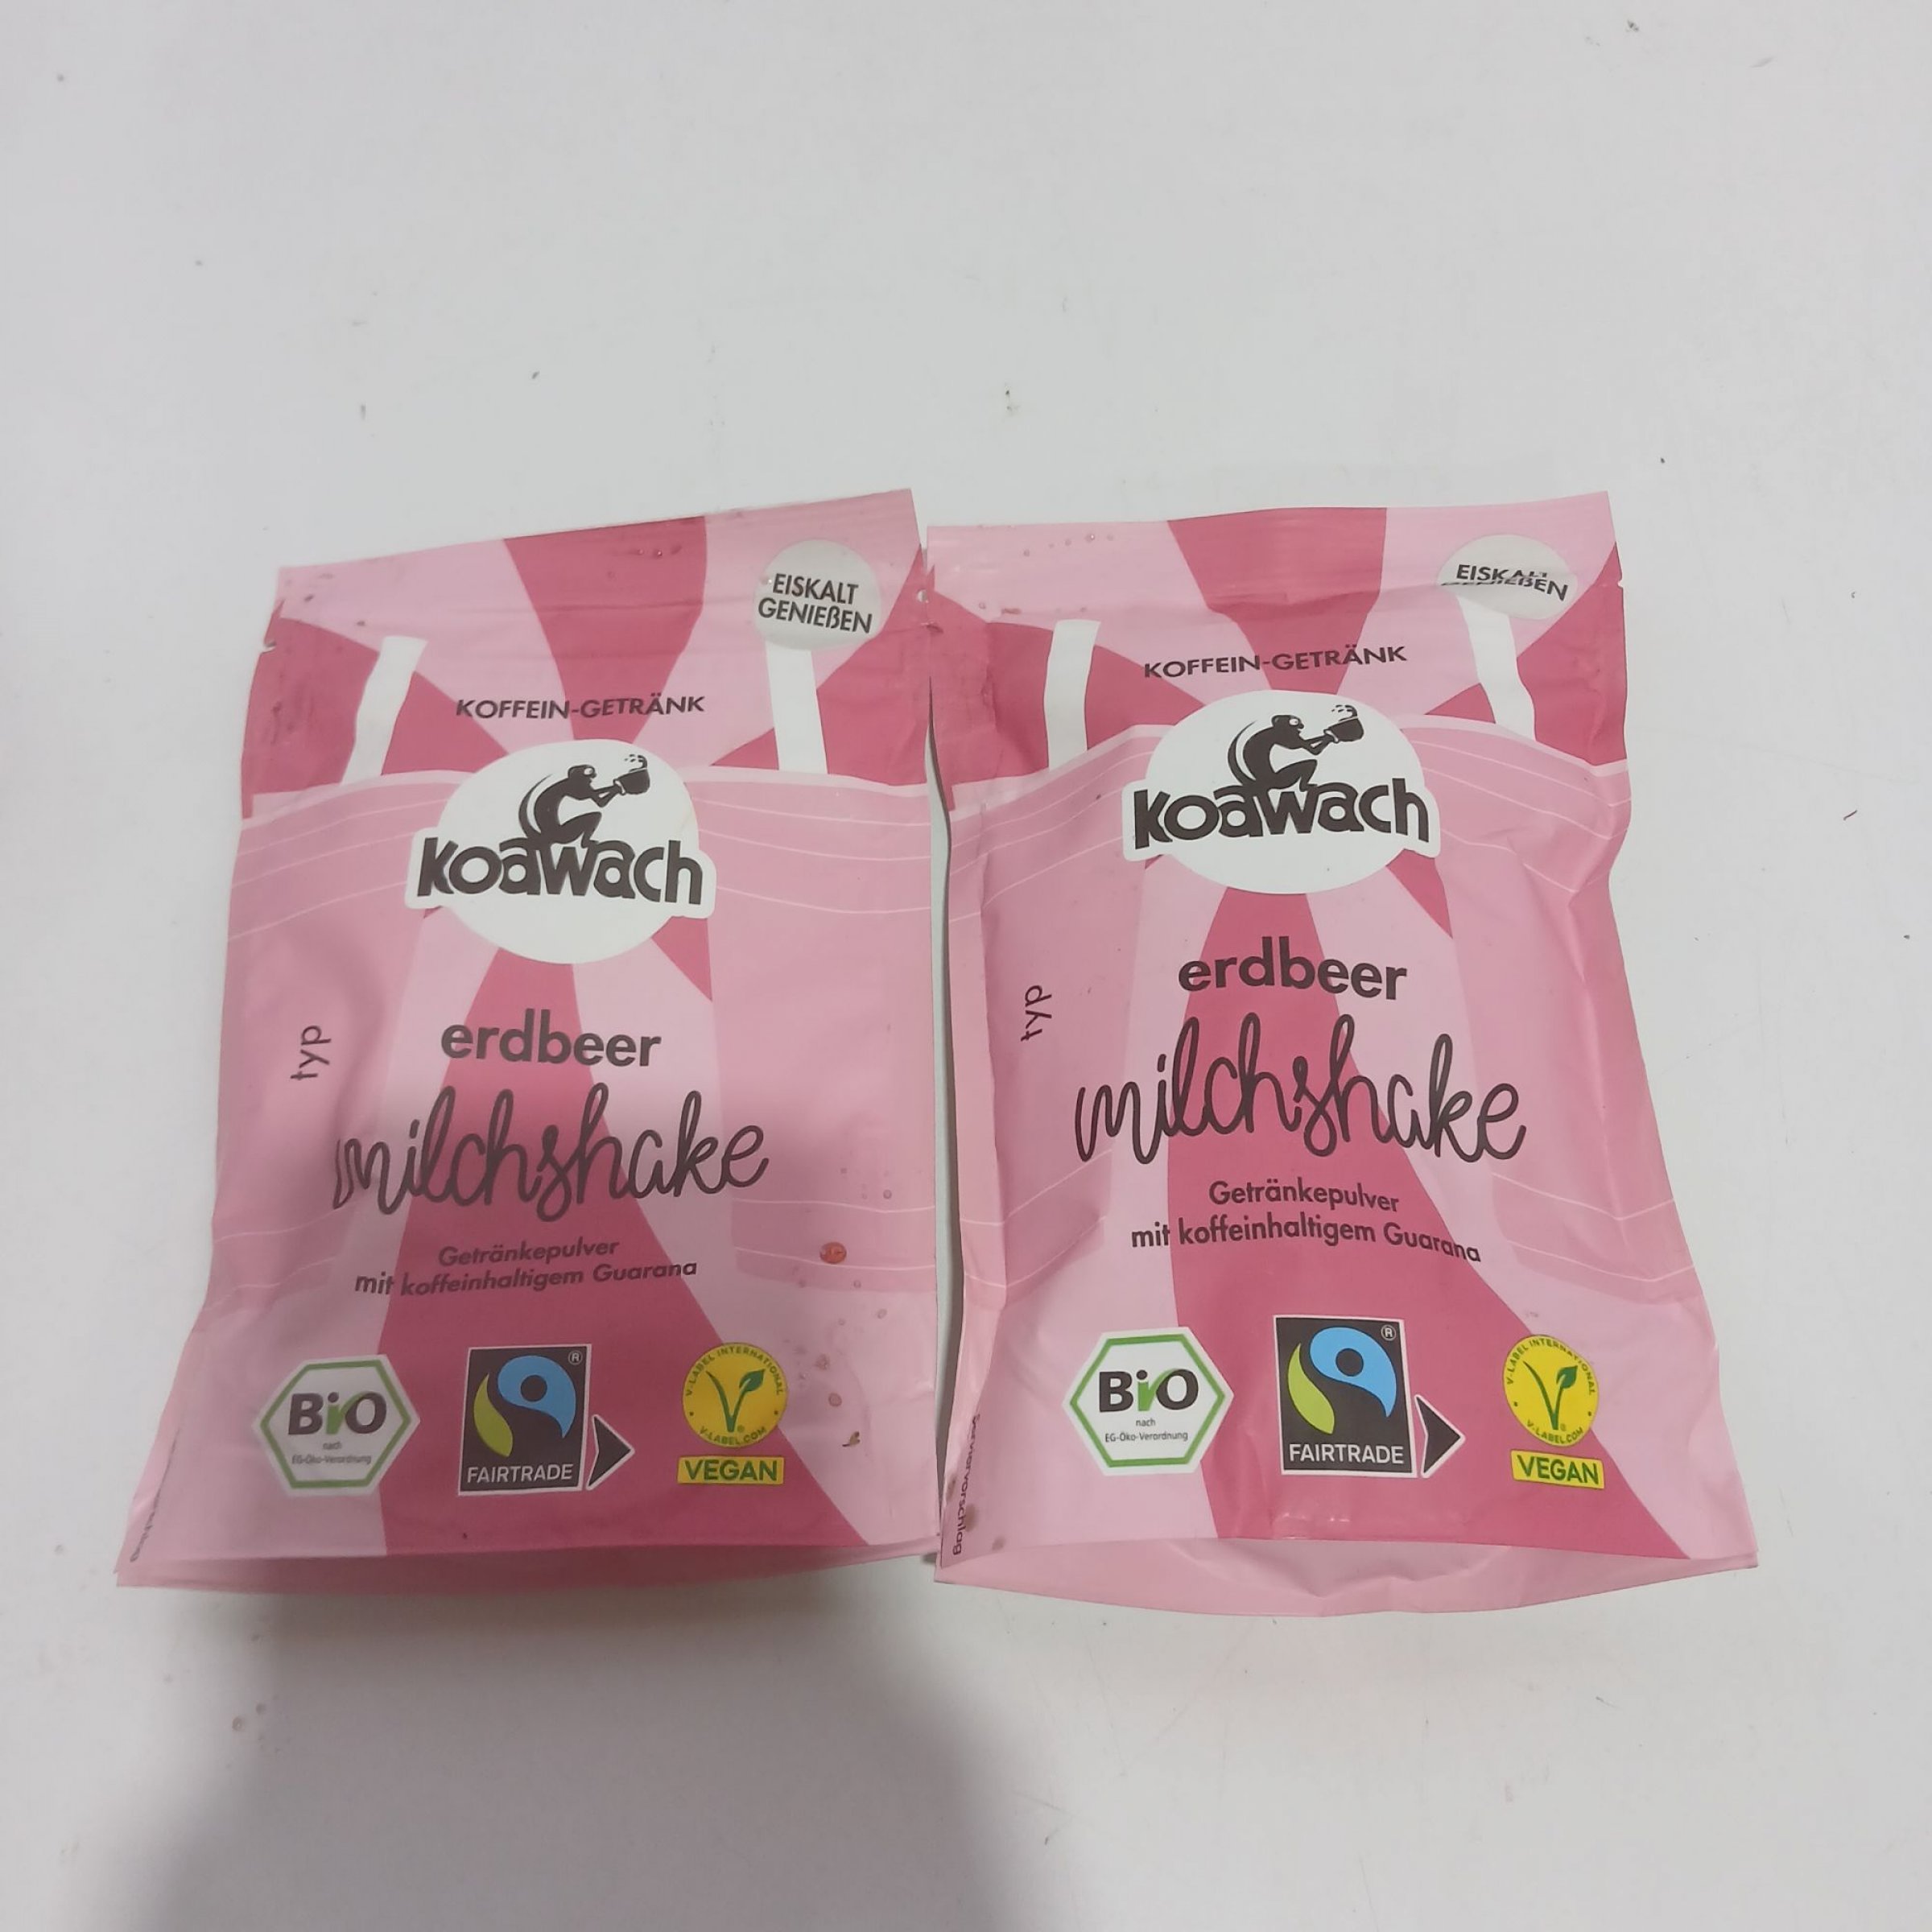 EISKALT
GENIEßEN
KOFFEIN-GETRÄNK
koawach
typ
erdbeer
milchshake
Getränkepulver
mit koffeinhaltigem Guarana
Bio
nach
EG-Öko-Verordnung
®
FAIRTRADE
V-LABEL INTERNATIONAL
V-LABEL.COM
VEGAN
EISKALT
GENIEßEN
KOFFEIN-GETRÄNK
koawach
typ
erdbeer
milchshake
Getränkepulver
mit koffeinhaltigem Guarana
Serviervorschlag
Bio
nach
EG-Öko-Verordnung
®
FAIRTRADE
V-LABEL INTERNATIONAL
V-LABEL.COM
VEGAN